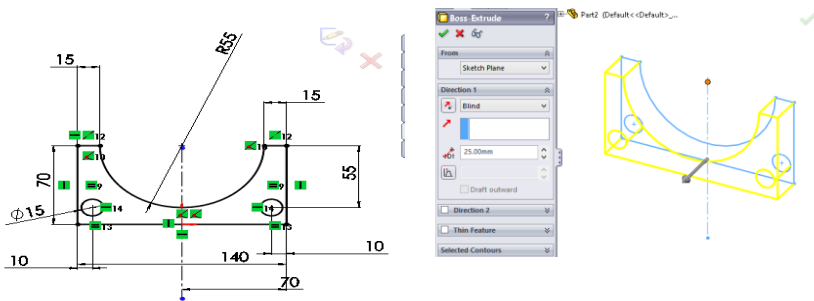 R55
15
15
12
12
10
10
70
9
9
55
⌀15
14
14
13
13
10
140
10
70
Boss-Extrude ?
From
Sketch Plane
Direction 1
Blind
D1
25.00mm
Draft outward
Direction 2
Thin Feature
Selected Contours
Part2 (Default<<Default>_...